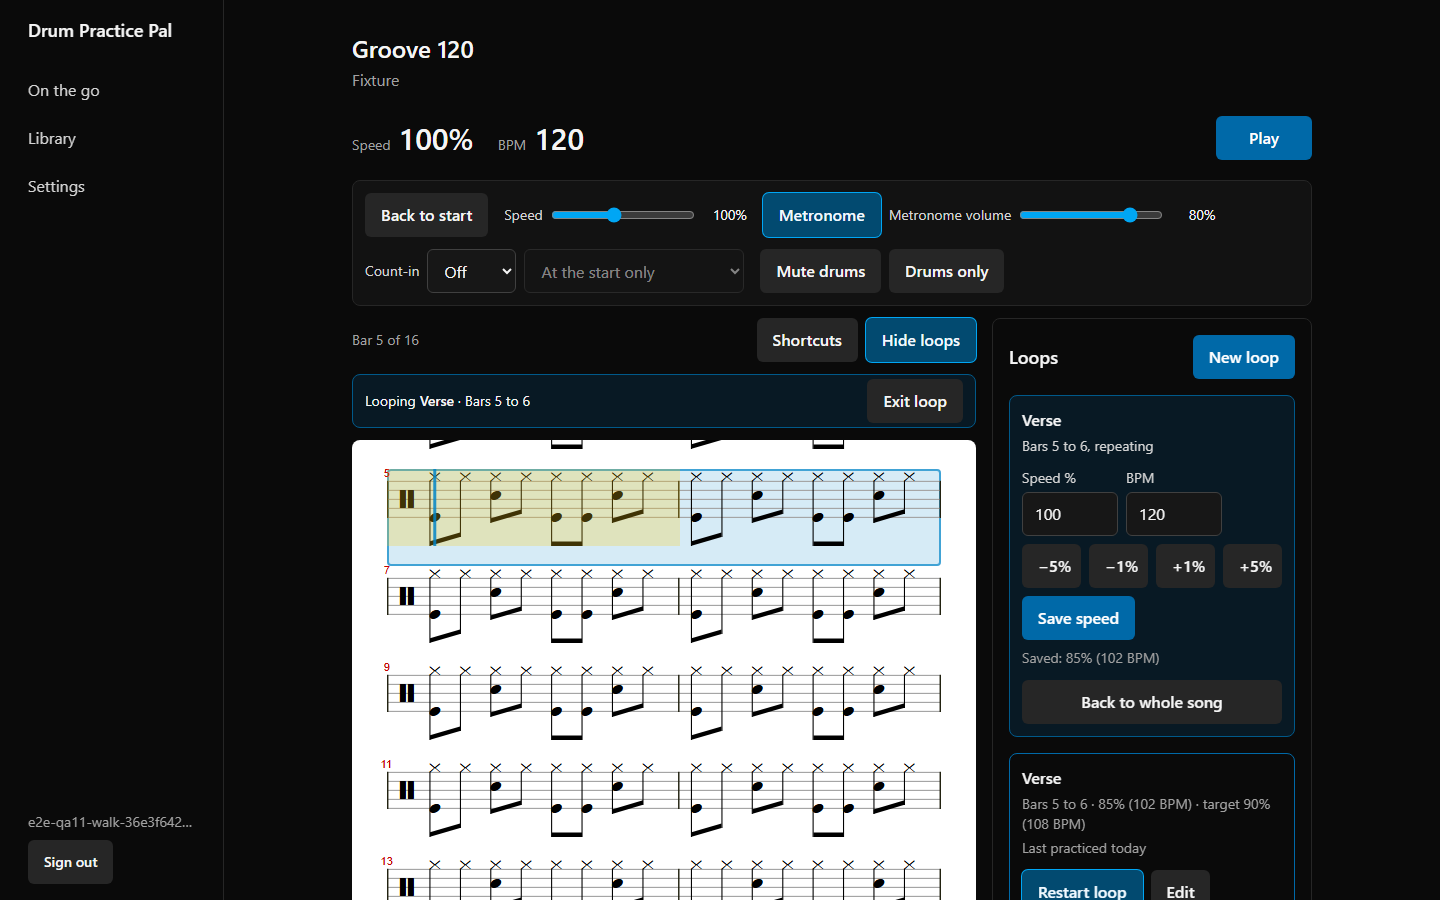 Drum Practice Pal
On the go
Library
Settings
e2e-qa11-walk-36e3f642...
Sign out
Groove 120
Fixture
Speed 100% BPM 120
Play
Back to start Speed 100% Metronome Metronome volume 80%
Count-in Off At the start only Mute drums Drums only
Bar 5 of 16 Shortcuts Hide loops
Looping Verse · Bars 5 to 6 Exit loop
5
7
9
11
13
Loops New loop
Verse
Bars 5 to 6, repeating
Speed % BPM
100 120
−5% −1% +1% +5%
Save speed
Saved: 85% (102 BPM)
Back to whole song
Verse
Bars 5 to 6 · 85% (102 BPM) · target 90%
(108 BPM)
Last practiced today
Restart loop Edit